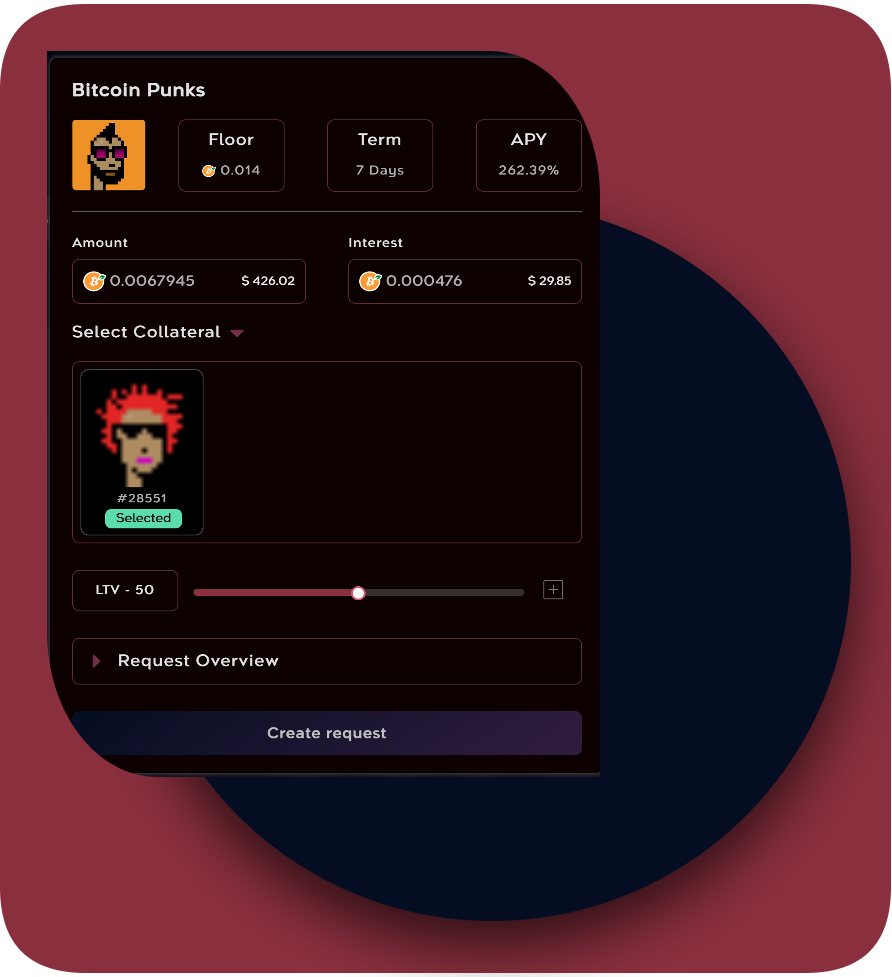 Bitcoin Punks
Floor
0.014
Term
7 Days
APY
262.39%
Amount
0.0067945 $ 426.02
Interest
0.000476 $ 29.85
Select Collateral
#28551
Selected
LTV - 50
Request Overview
Create request